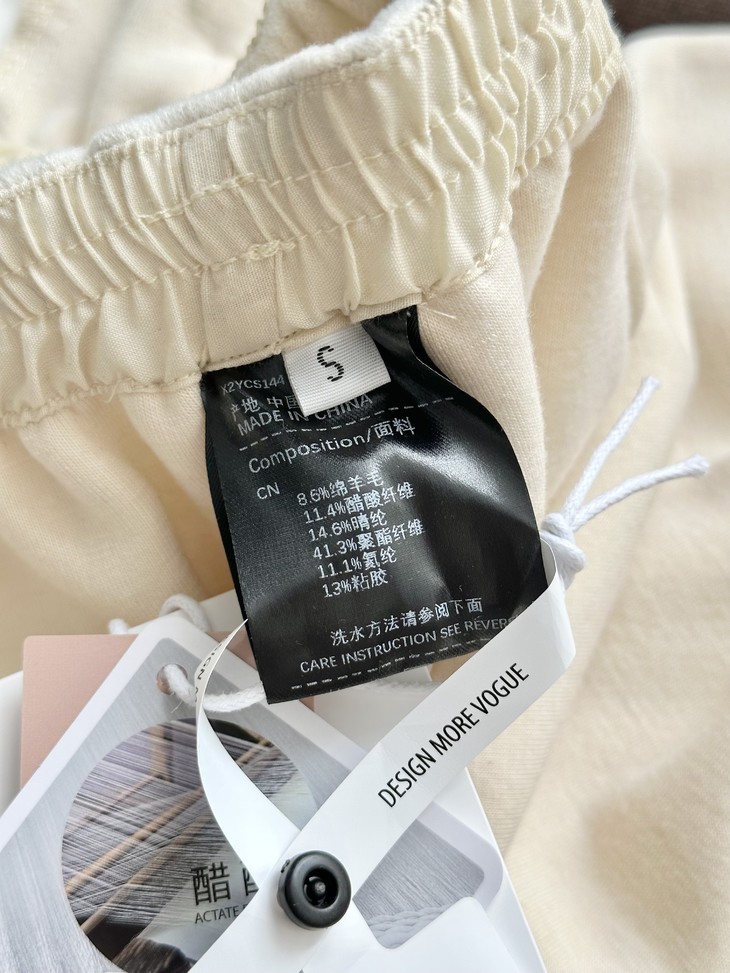 S
K2YCS144
产地 中国
MADE IN CHINA
Composition/面料
CN
8.6%绵羊毛
11.4%醋酸纤维
14.6%晴纶
41.3%聚酯纤维
11.1%氨纶
13%粘胶
洗水方法请参阅下面
CARE INSTRUCTION SEE REVERS
DESIGN MORE VOGUE
醋
ACTATE